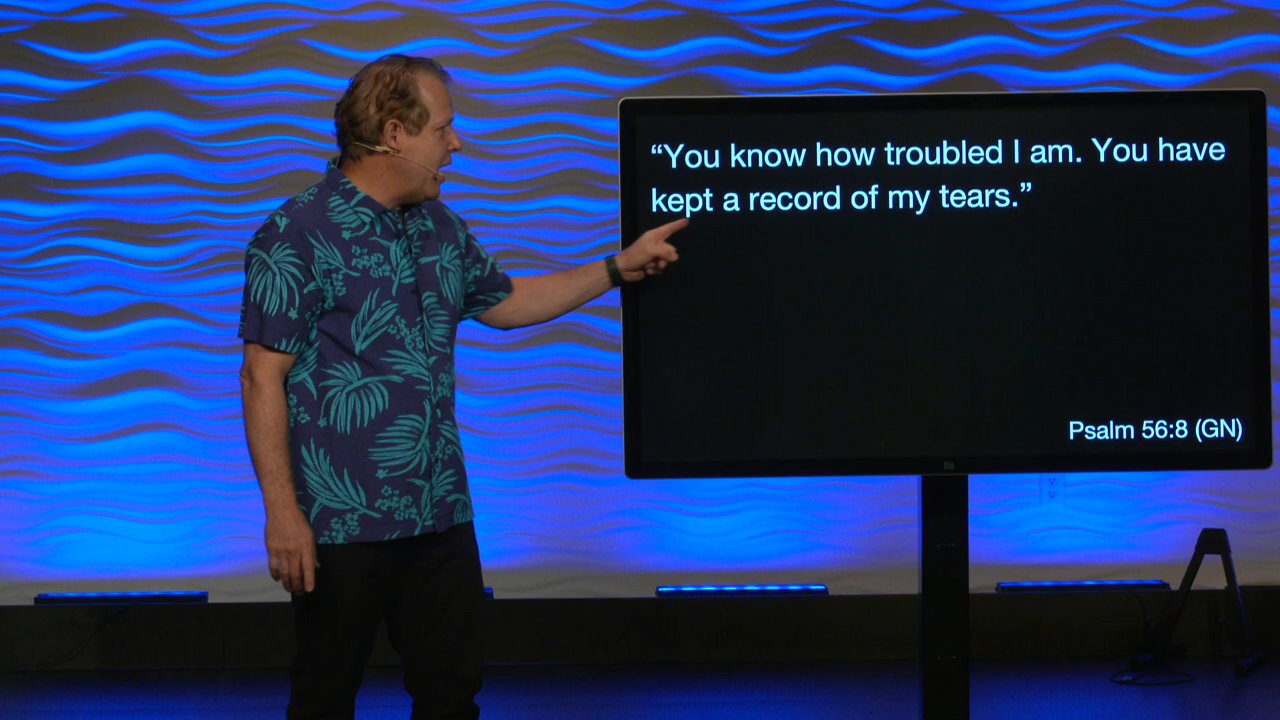 “You know how troubled I am. You have
kept a record of my tears.”
Psalm 56:8 (GN)